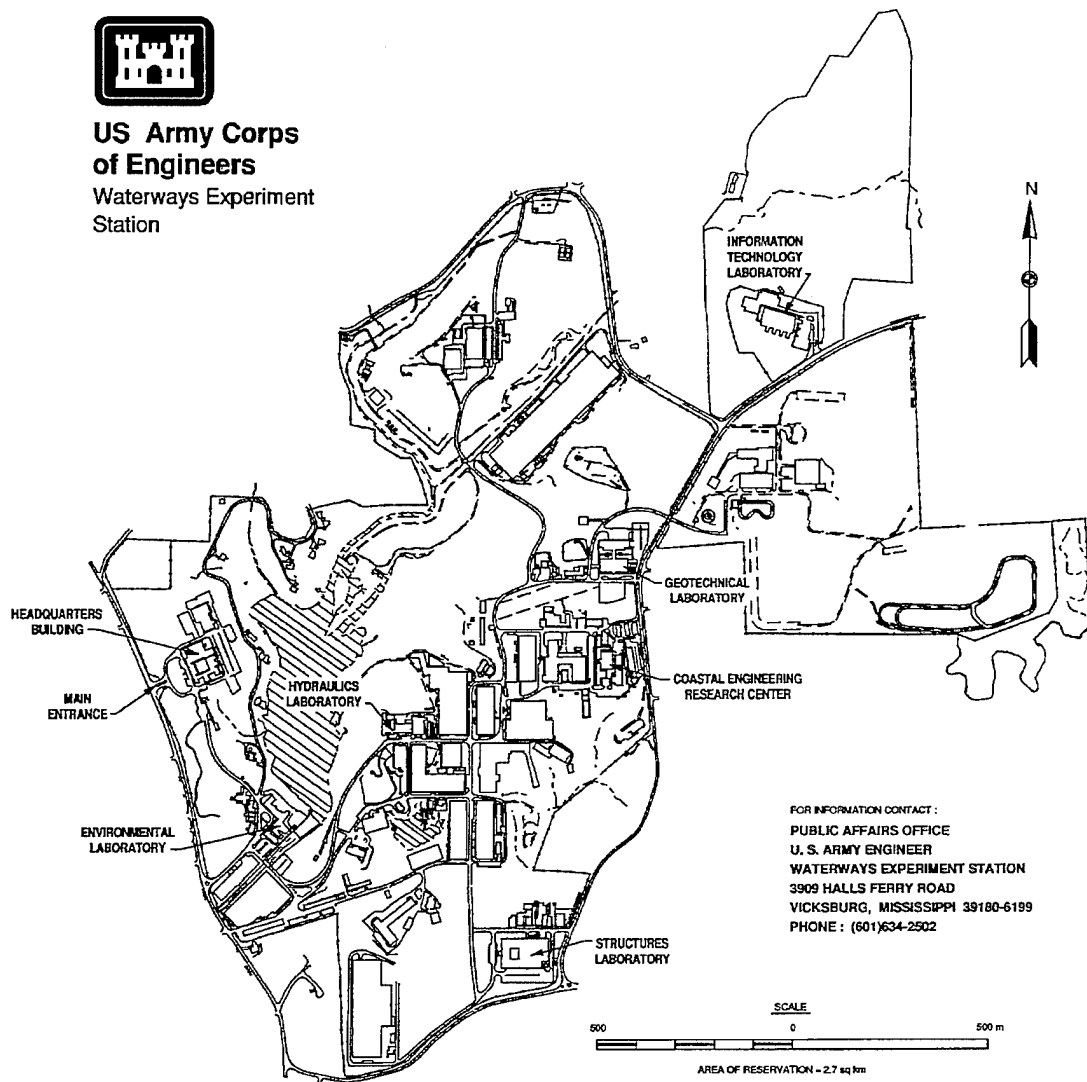 US Army Corps
of Engineers
Waterways Experiment
Station
N
INFORMATION
TECHNOLOGY
LABORATORY
GEOTECHNICAL
LABORATORY
HEADQUARTERS
BUILDING
MAIN
ENTRANCE
HYDRAULICS
LABORATORY
COASTAL ENGINEERING
RESEARCH CENTER
ENVIRONMENTAL
LABORATORY
STRUCTURES
LABORATORY
FOR INFORMATION CONTACT :
PUBLIC AFFAIRS OFFICE
U. S. ARMY ENGINEER
WATERWAYS EXPERIMENT STATION
3909 HALLS FERRY ROAD
VICKSBURG, MISSISSIPPI 39180-6199
PHONE : (601)634-2502
SCALE
500 0 500 m
AREA OF RESERVATION = 2.7 sq km